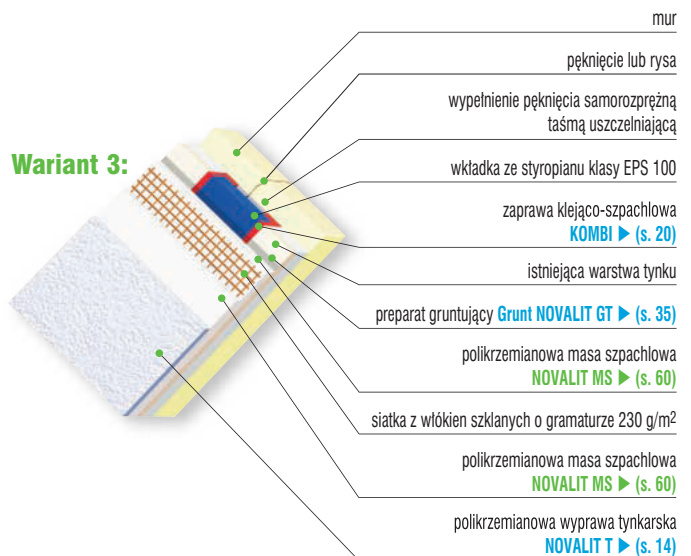 mur
pęknięcie lub rysa
wypełnienie pęknięcia samorozprężną
taśmą uszczelniającą
Wariant 3:
wkładka ze styropianu klasy EPS 100
zaprawa klejąco-szpachlowa
KOMBI ▶ (s. 20)
istniejąca warstwa tynku
preparat gruntujący Grunt NOVALIT GT ▶ (s. 35)
polikrzemianowa masa szpachlowa
NOVALIT MS ▶ (s. 60)
siatka z włókien szklanych o gramaturze 230 g/m²
polikrzemianowa masa szpachlowa
NOVALIT MS ▶ (s. 60)
polikrzemianowa wyprawa tynkarska
NOVALIT T ▶ (s. 14)